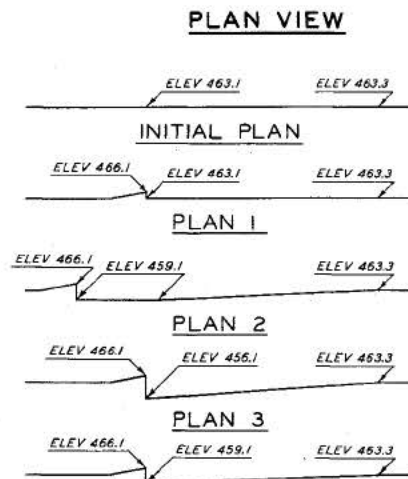 PLAN VIEW
ELEV 463.1 ELEV 463.3
INITIAL PLAN
ELEV 466.1 ELEV 463.1 ELEV 463.3
PLAN 1
ELEV 466.1 ELEV 459.1 ELEV 463.3
PLAN 2
ELEV 466.1 ELEV 456.1 ELEV 463.3
PLAN 3
ELEV 466.1 ELEV 459.1 ELEV 463.3